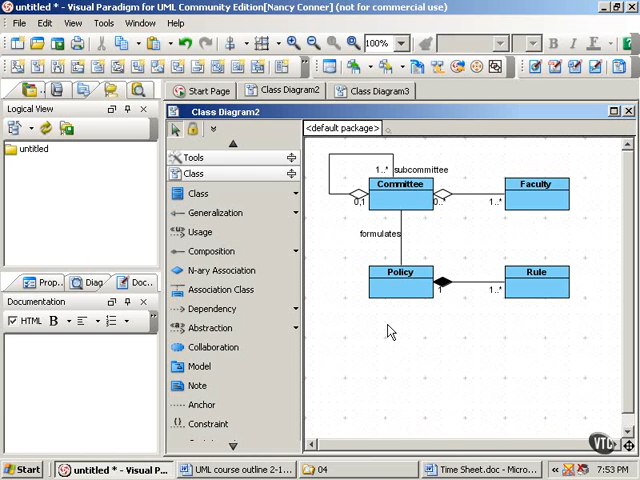 untitled * - Visual Paradigm for UML Community Edition[Nancy Conner] (not for commercial use)
File Edit View Tools Window Help
100%
B I
Start Page Class Diagram2 Class Diagram3
Logical View
untitled
Prop... Diag Doc...
Documentation
HTML B
Class Diagram2
Tools
Class
Class
Generalization
Usage
Composition
N-ary Association
Association Class
Dependency
Abstraction
Collaboration
Model
Note
Anchor
Constraint
<default package>
1..* subcommittee
Committee Faculty
0,1 0..* 1..*
formulates
Policy Rule
1 1..*
VTC
Start untitled * - Visual P... UML course outline 2-1... 04 Time Sheet.doc - Micro... 7:53 PM